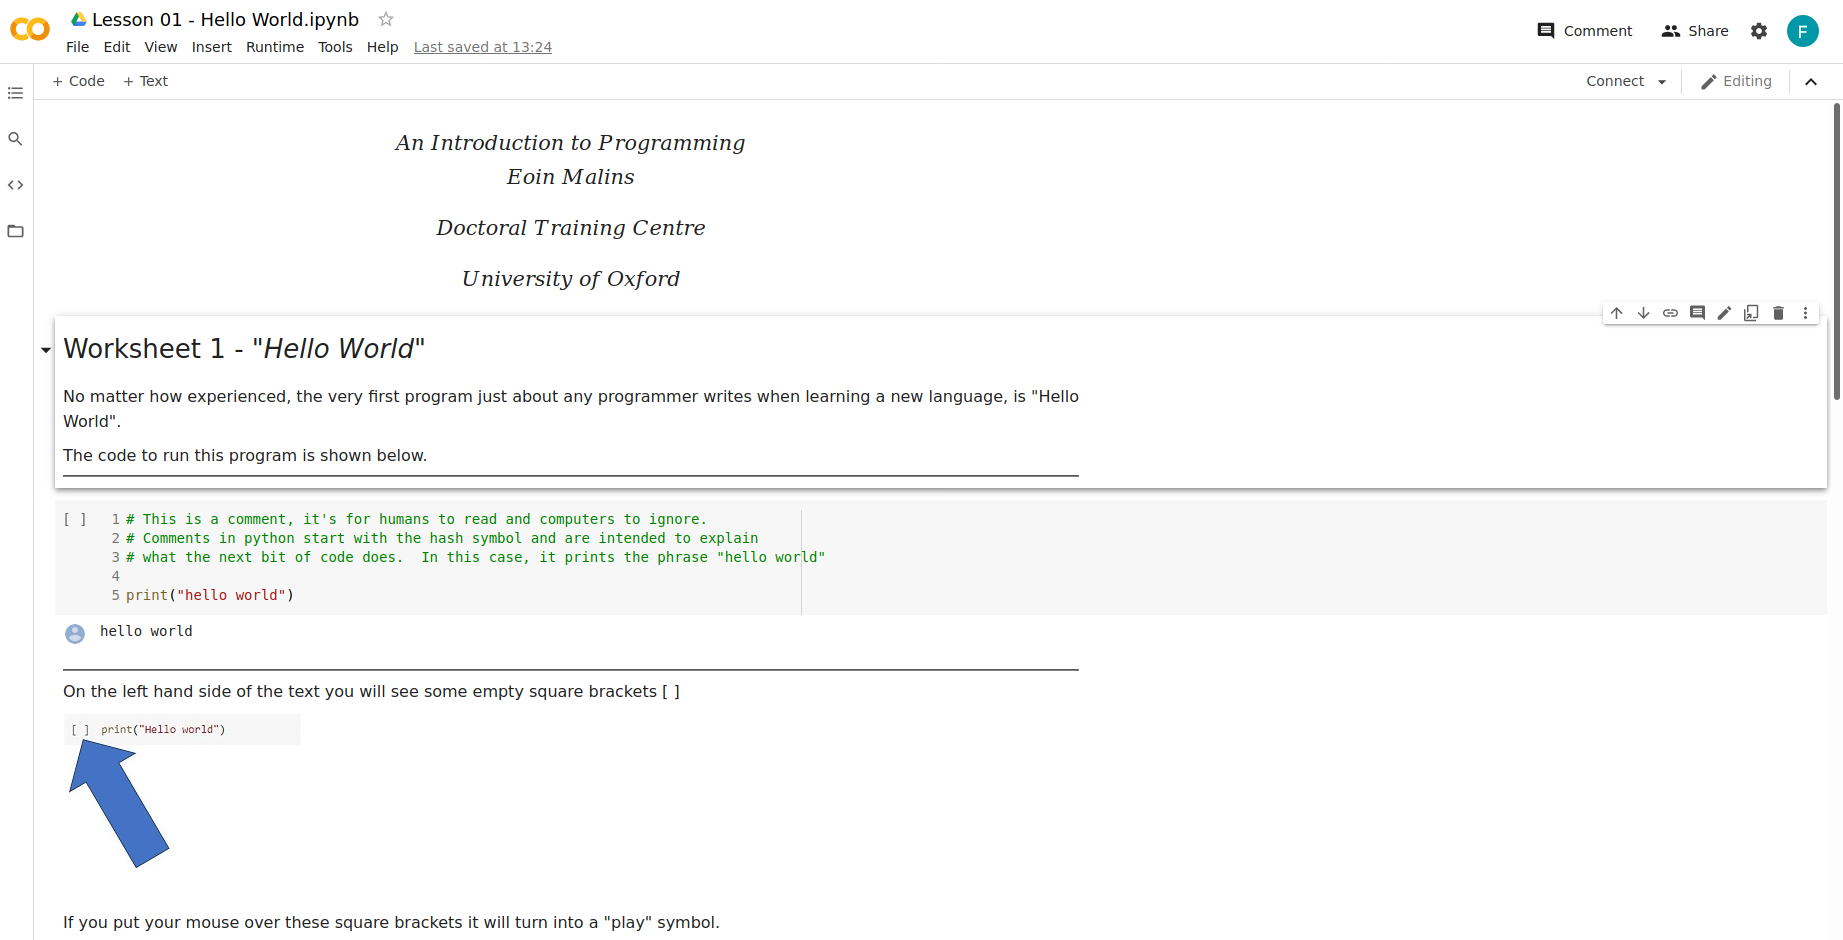 Lesson 01 - Hello World.ipynb
File Edit View Insert Runtime Tools Help Last saved at 13:24
Comment Share F
+ Code + Text
Connect Editing
An Introduction to Programming
Eoin Malins
Doctoral Training Centre
University of Oxford
Worksheet 1 - "Hello World"
No matter how experienced, the very first program just about any programmer writes when learning a new language, is "Hello
World".
The code to run this program is shown below.
[ ] 1 # This is a comment, it's for humans to read and computers to ignore.
2 # Comments in python start with the hash symbol and are intended to explain
3 # what the next bit of code does.  In this case, it prints the phrase "hello world"
4
5 print("hello world")
hello world
On the left hand side of the text you will see some empty square brackets [ ]
[ ] print("Hello world")
If you put your mouse over these square brackets it will turn into a "play" symbol.